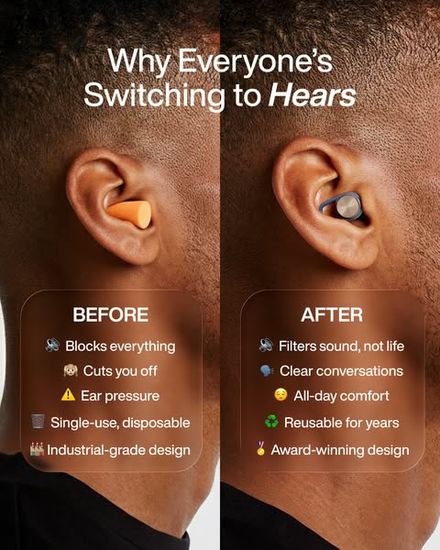 Why Everyone's
Switching to Hears
BEFORE
🔊 Blocks everything
🙉 Cuts you off
⚠️ Ear pressure
🗑️ Single-use, disposable
🏭 Industrial-grade design
AFTER
🔊 Filters sound, not life
🗣️ Clear conversations
😌 All-day comfort
♻️ Reusable for years
🏅 Award-winning design